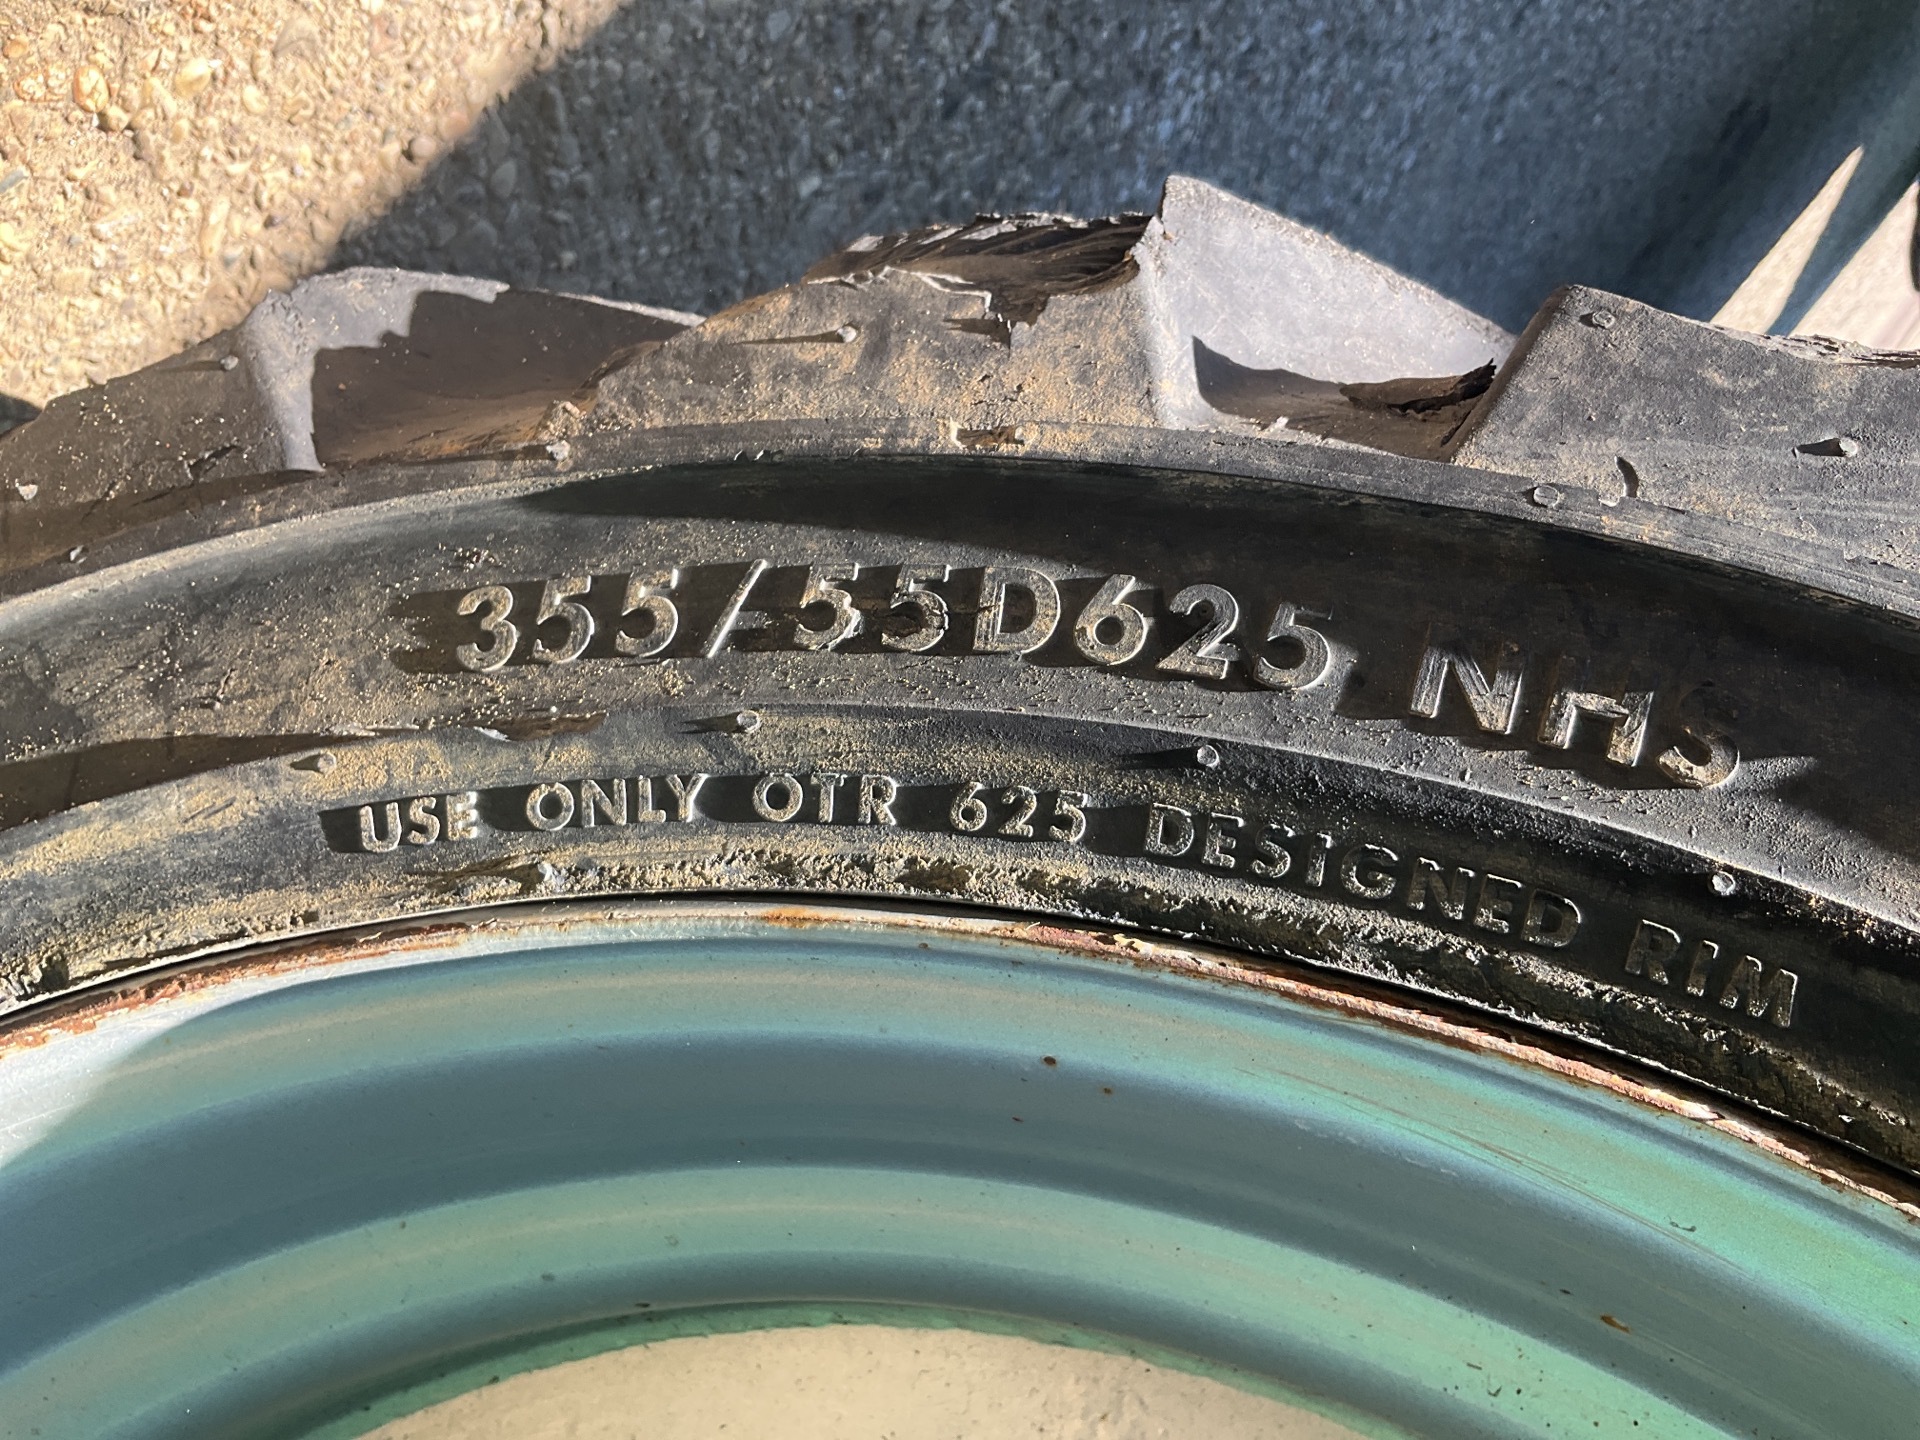 355/55D625 NHS
USE ONLY OTR 625 DESIGNED RIM